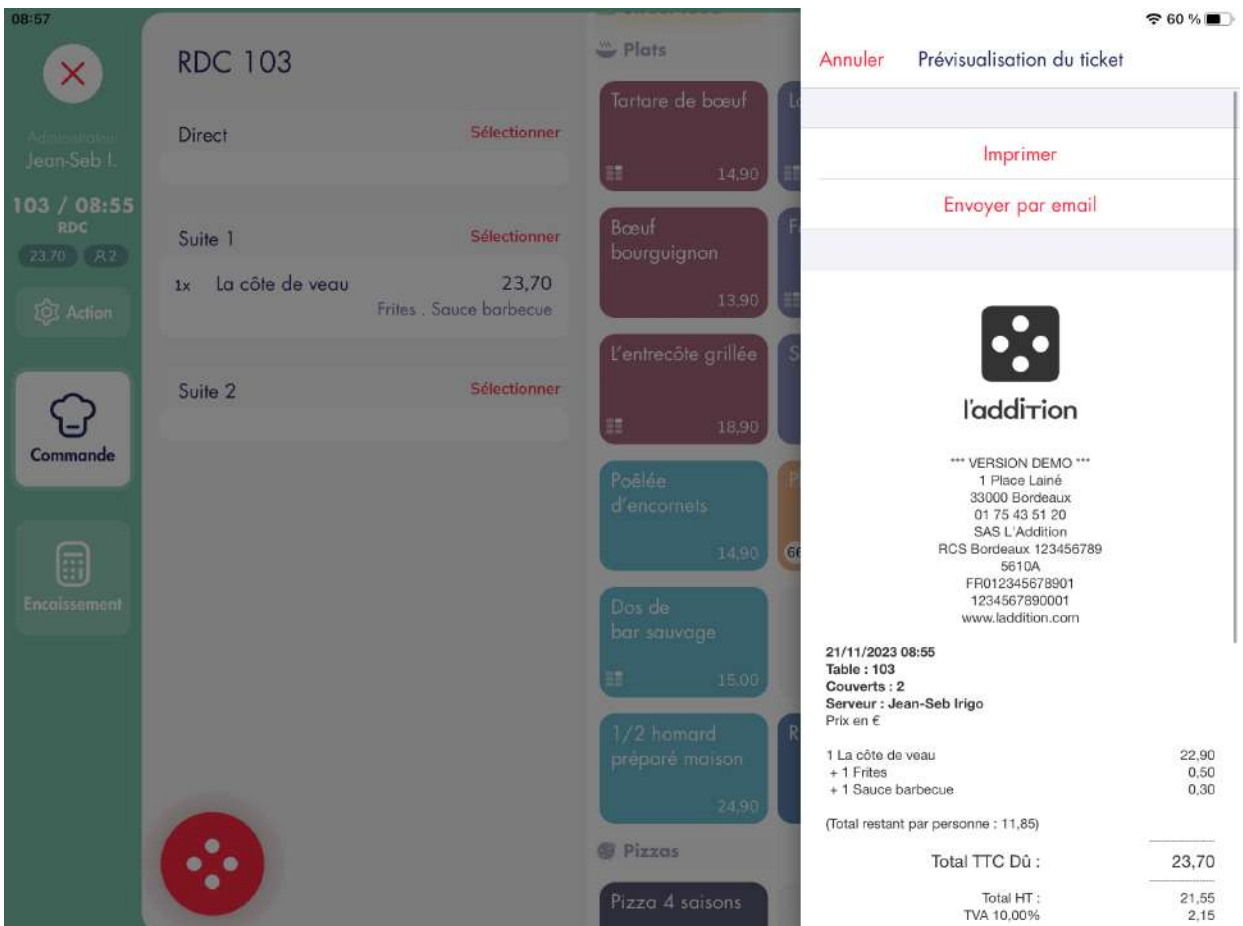 08:57
60 %
Administrateur
Jean-Seb I.
103 / 08:55
RDC
23.70
2
Action
Commande
Encaissement
RDC 103
Direct
Sélectionner
Suite 1
Sélectionner
1x La côte de veau 23,70
Frites . Sauce barbecue
Suite 2
Sélectionner
Plats
Tartare de bœuf
14,90
Bœuf
bourguignon
13,90
L'entrecôte grillée
18,90
Poêlée
d'encornets
14,90
66
Dos de
bar sauvage
15,00
1/2 homard
préparé maison
24,90
Pizzas
Pizza 4 saisons
Annuler
Prévisualisation du ticket
Imprimer
Envoyer par email
l'addition
*** VERSION DEMO ***
1 Place Lainé
33000 Bordeaux
01 75 43 51 20
SAS L'Addition
RCS Bordeaux 123456789
5610A
FR012345678901
1234567890001
www.laddition.com
21/11/2023 08:55
Table : 103
Couverts : 2
Serveur : Jean-Seb Irigo
Prix en €
1 La côte de veau 22,90
+ 1 Frites 0,50
+ 1 Sauce barbecue 0,30
(Total restant par personne : 11,85)
Total TTC Dû : 23,70
Total HT : 21,55
TVA 10,00% 2,15